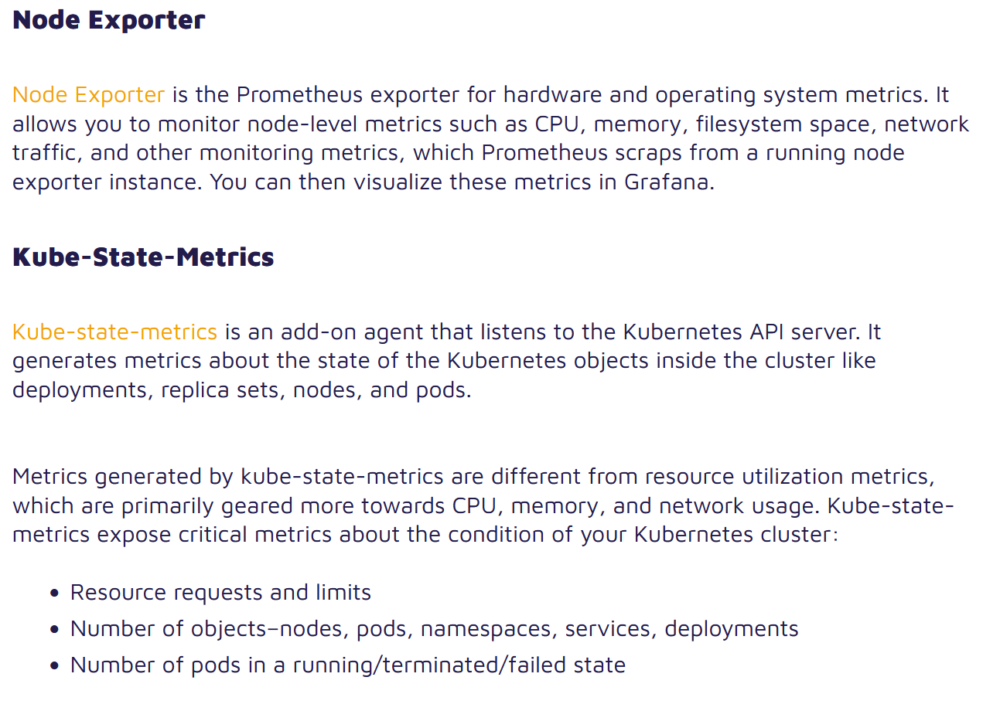 Node Exporter
Node Exporter is the Prometheus exporter for hardware and operating system metrics. It
allows you to monitor node-level metrics such as CPU, memory, filesystem space, network
traffic, and other monitoring metrics, which Prometheus scraps from a running node
exporter instance. You can then visualize these metrics in Grafana.
Kube-State-Metrics
Kube-state-metrics is an add-on agent that listens to the Kubernetes API server. It
generates metrics about the state of the Kubernetes objects inside the cluster like
deployments, replica sets, nodes, and pods.
Metrics generated by kube-state-metrics are different from resource utilization metrics,
which are primarily geared more towards CPU, memory, and network usage. Kube-state-
metrics expose critical metrics about the condition of your Kubernetes cluster:
• Resource requests and limits
• Number of objects–nodes, pods, namespaces, services, deployments
• Number of pods in a running/terminated/failed state